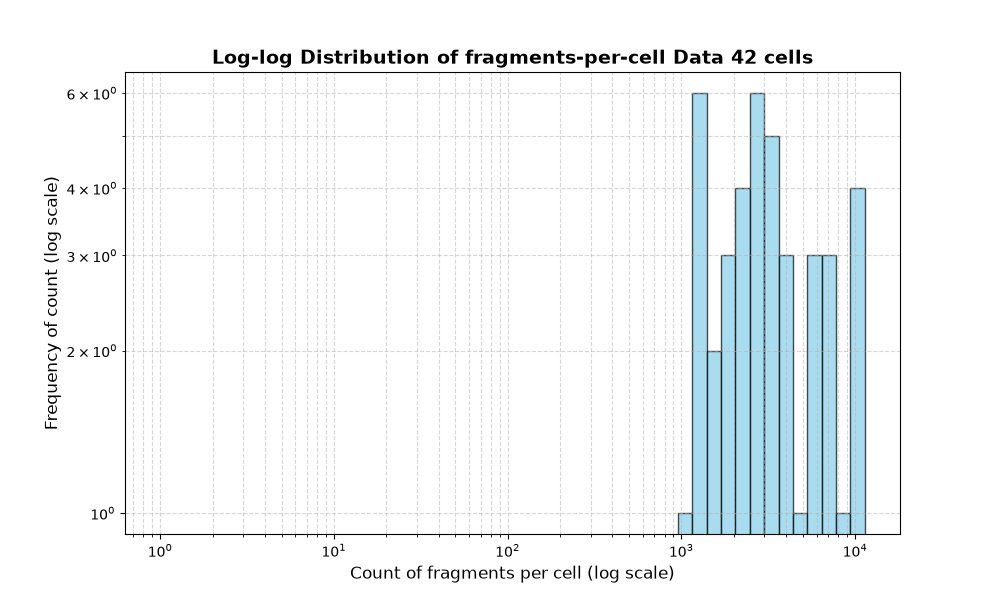 Log-log Distribution of fragments-per-cell Data 42 cells
Frequency of count (log scale)
6 × 10⁰
4 × 10⁰
3 × 10⁰
2 × 10⁰
10⁰
10⁰ 10¹ 10² 10³ 10⁴
Count of fragments per cell (log scale)